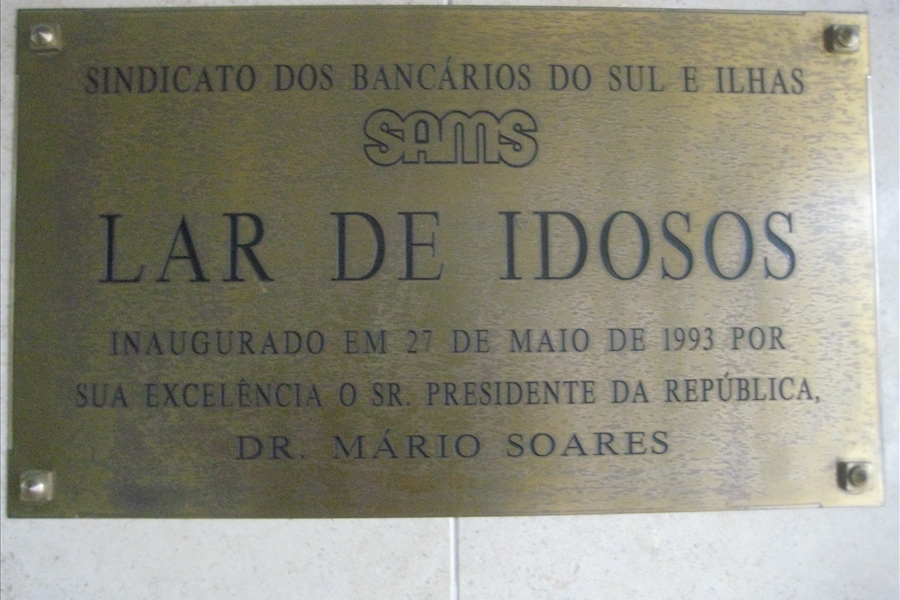 SINDICATO DOS BANCÁRIOS DO SUL E ILHAS
SAMS
LAR DE IDOSOS
INAUGURADO EM 27 DE MAIO DE 1993 POR
SUA EXCELÊNCIA O SR. PRESIDENTE DA REPÚBLICA,
DR. MÁRIO SOARES